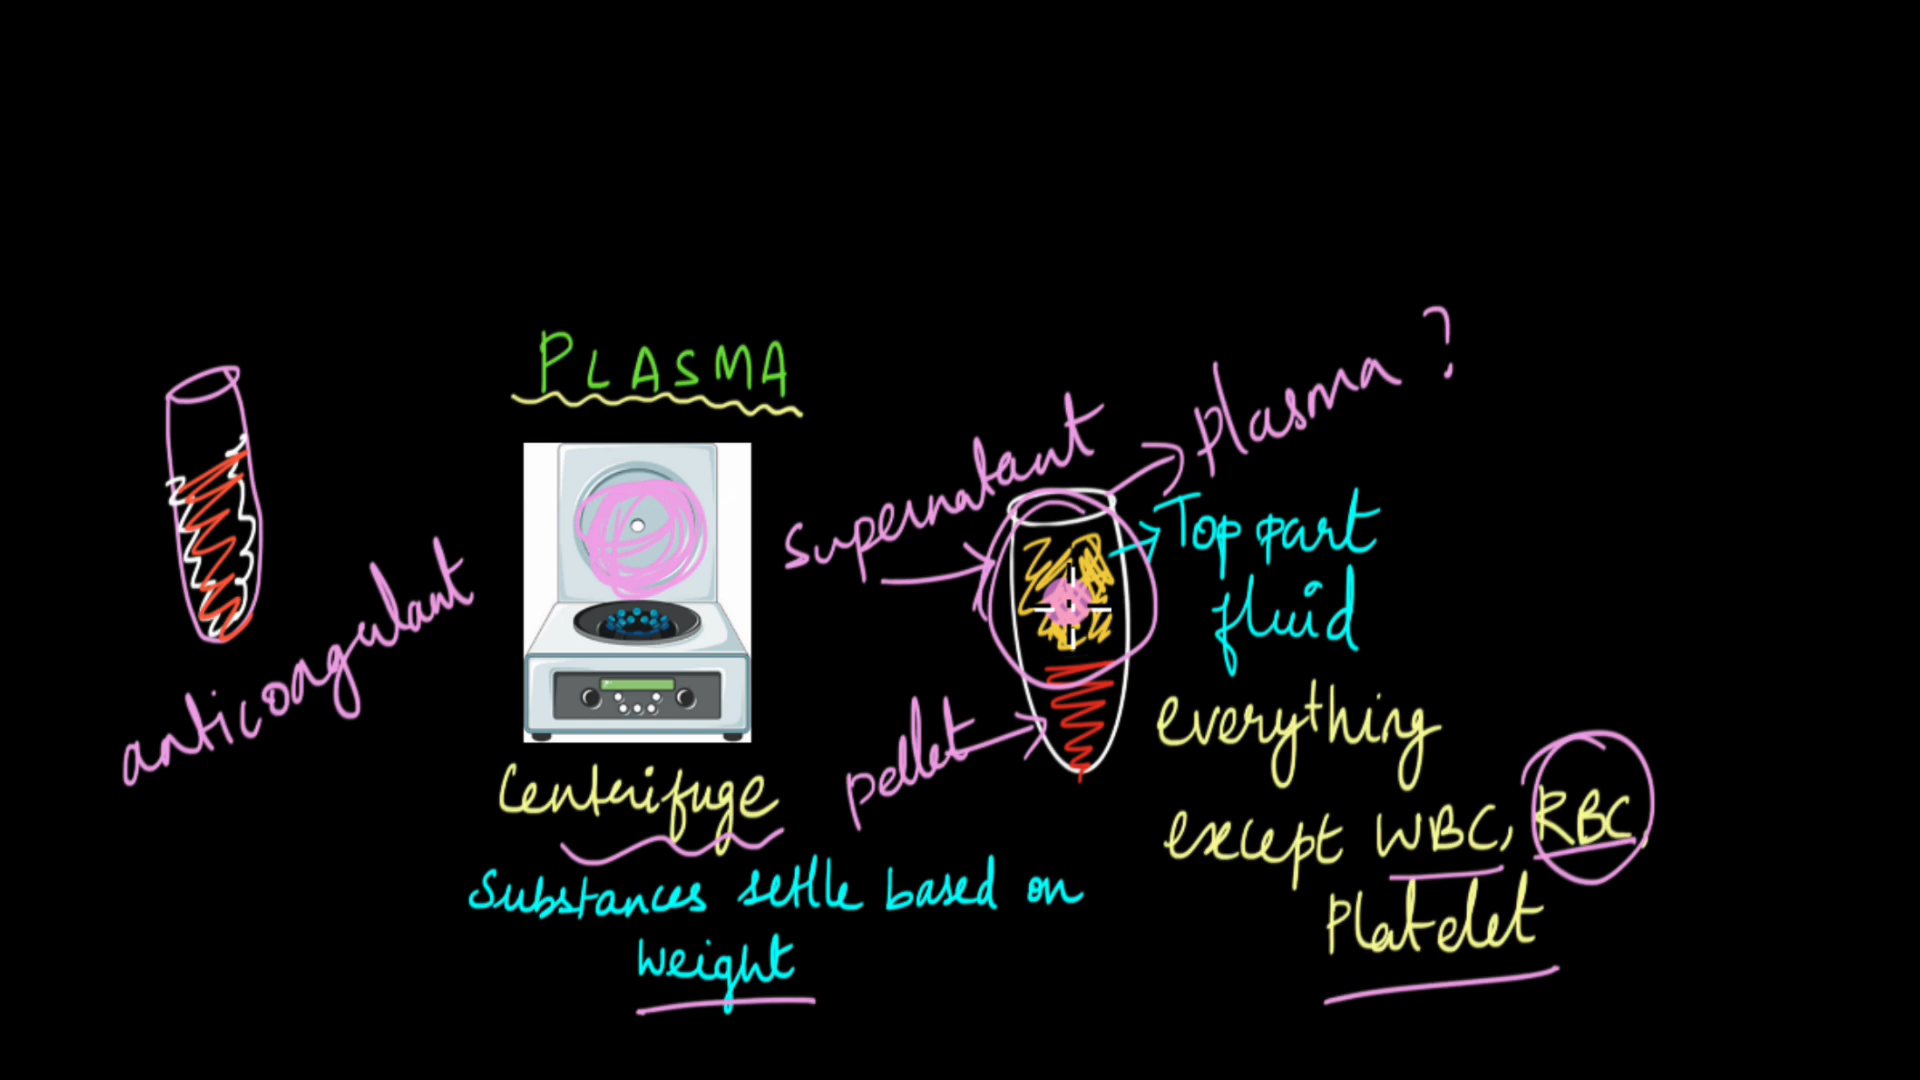 PLASMA
anticoagulant
Centrifuge
Substances settle based on
weight
Supernatant
pellet
plasma?
Top part
fluid
everything
except WBC, RBC,
Platelet